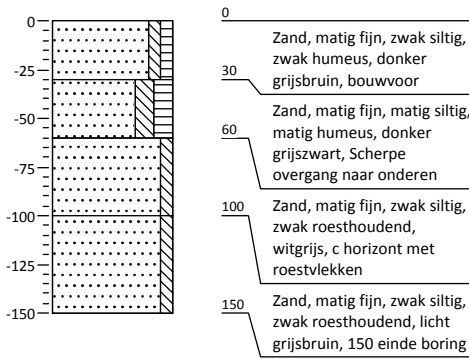 0
-25
-50
-75
-100
-125
-150
0
Zand, matig fijn, zwak siltig,
zwak humeus, donker
grijsbruin, bouwvoor
30
Zand, matig fijn, matig siltig,
matig humeus, donker
grijszwart, Scherpe
overgang naar onderen
60
Zand, matig fijn, zwak siltig,
zwak roesthoudend,
witgrijs, c horizont met
roestvlekken
100
Zand, matig fijn, zwak siltig,
zwak roesthoudend, licht
grijsbruin, 150 einde boring
150